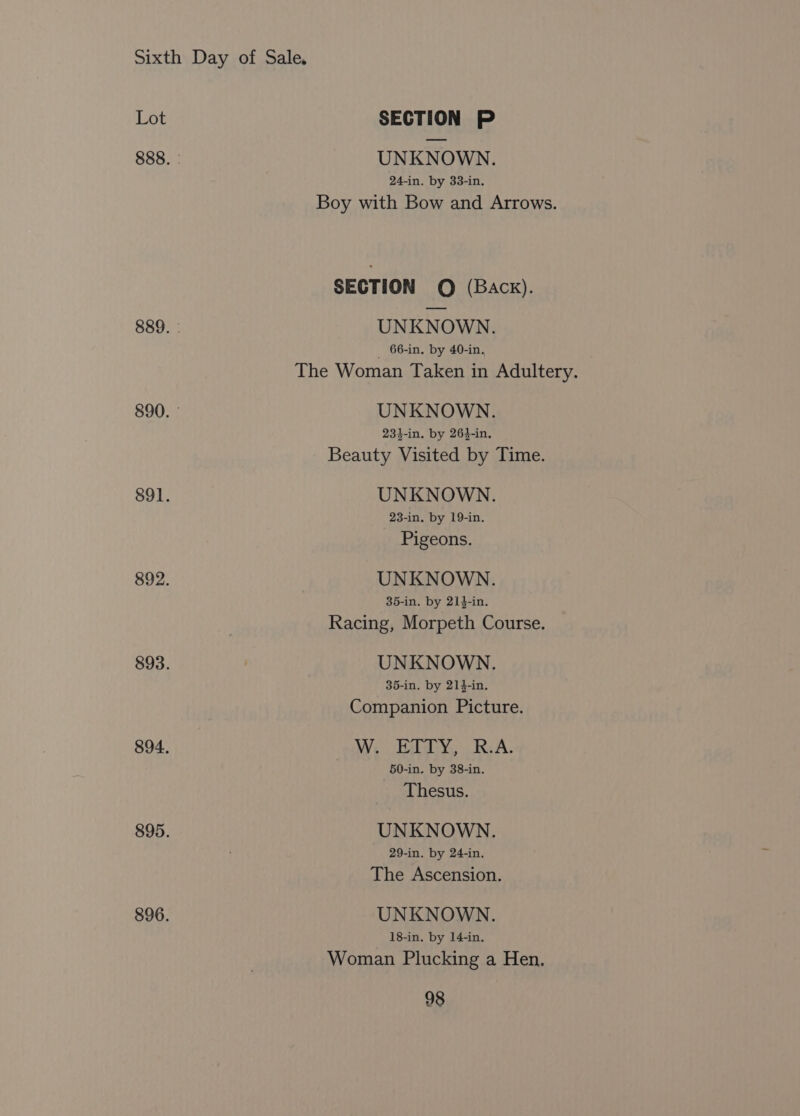 Sixth Day of Sale.
Lot SECTION P
888. UNKNOWN.
24-in. by 33-in.
Boy with Bow and Arrows.
SECTION O (Back).
889. UNKNOWN.
66-in. by 40-in.
The Woman Taken in Adultery.
890. UNKNOWN.
23½-in. by 26½-in.
Beauty Visited by Time.
891. UNKNOWN.
23-in. by 19-in.
Pigeons.
892. UNKNOWN.
35-in. by 21½-in.
Racing, Morpeth Course.
893. UNKNOWN.
35-in. by 21½-in.
Companion Picture.
894. W. ETTY, R.A.
50-in. by 38-in.
Thesus.
895. UNKNOWN.
29-in. by 24-in.
The Ascension.
896. UNKNOWN.
18-in. by 14-in.
Woman Plucking a Hen.
98